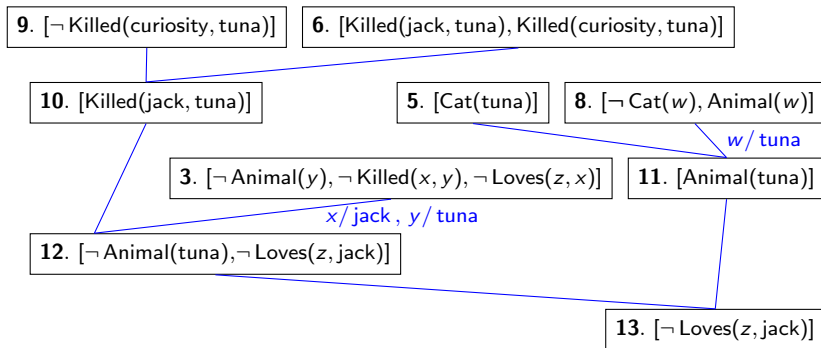 9. [¬ Killed(curiosity, tuna)]
6. [Killed(jack, tuna), Killed(curiosity, tuna)]
10. [Killed(jack, tuna)]
5. [Cat(tuna)]
8. [¬ Cat(w), Animal(w)]
w/ tuna
3. [¬ Animal(y), ¬ Killed(x, y), ¬ Loves(z, x)]
11. [Animal(tuna)]
x/ jack , y/ tuna
12. [¬ Animal(tuna),¬ Loves(z, jack)]
13. [¬ Loves(z, jack)]